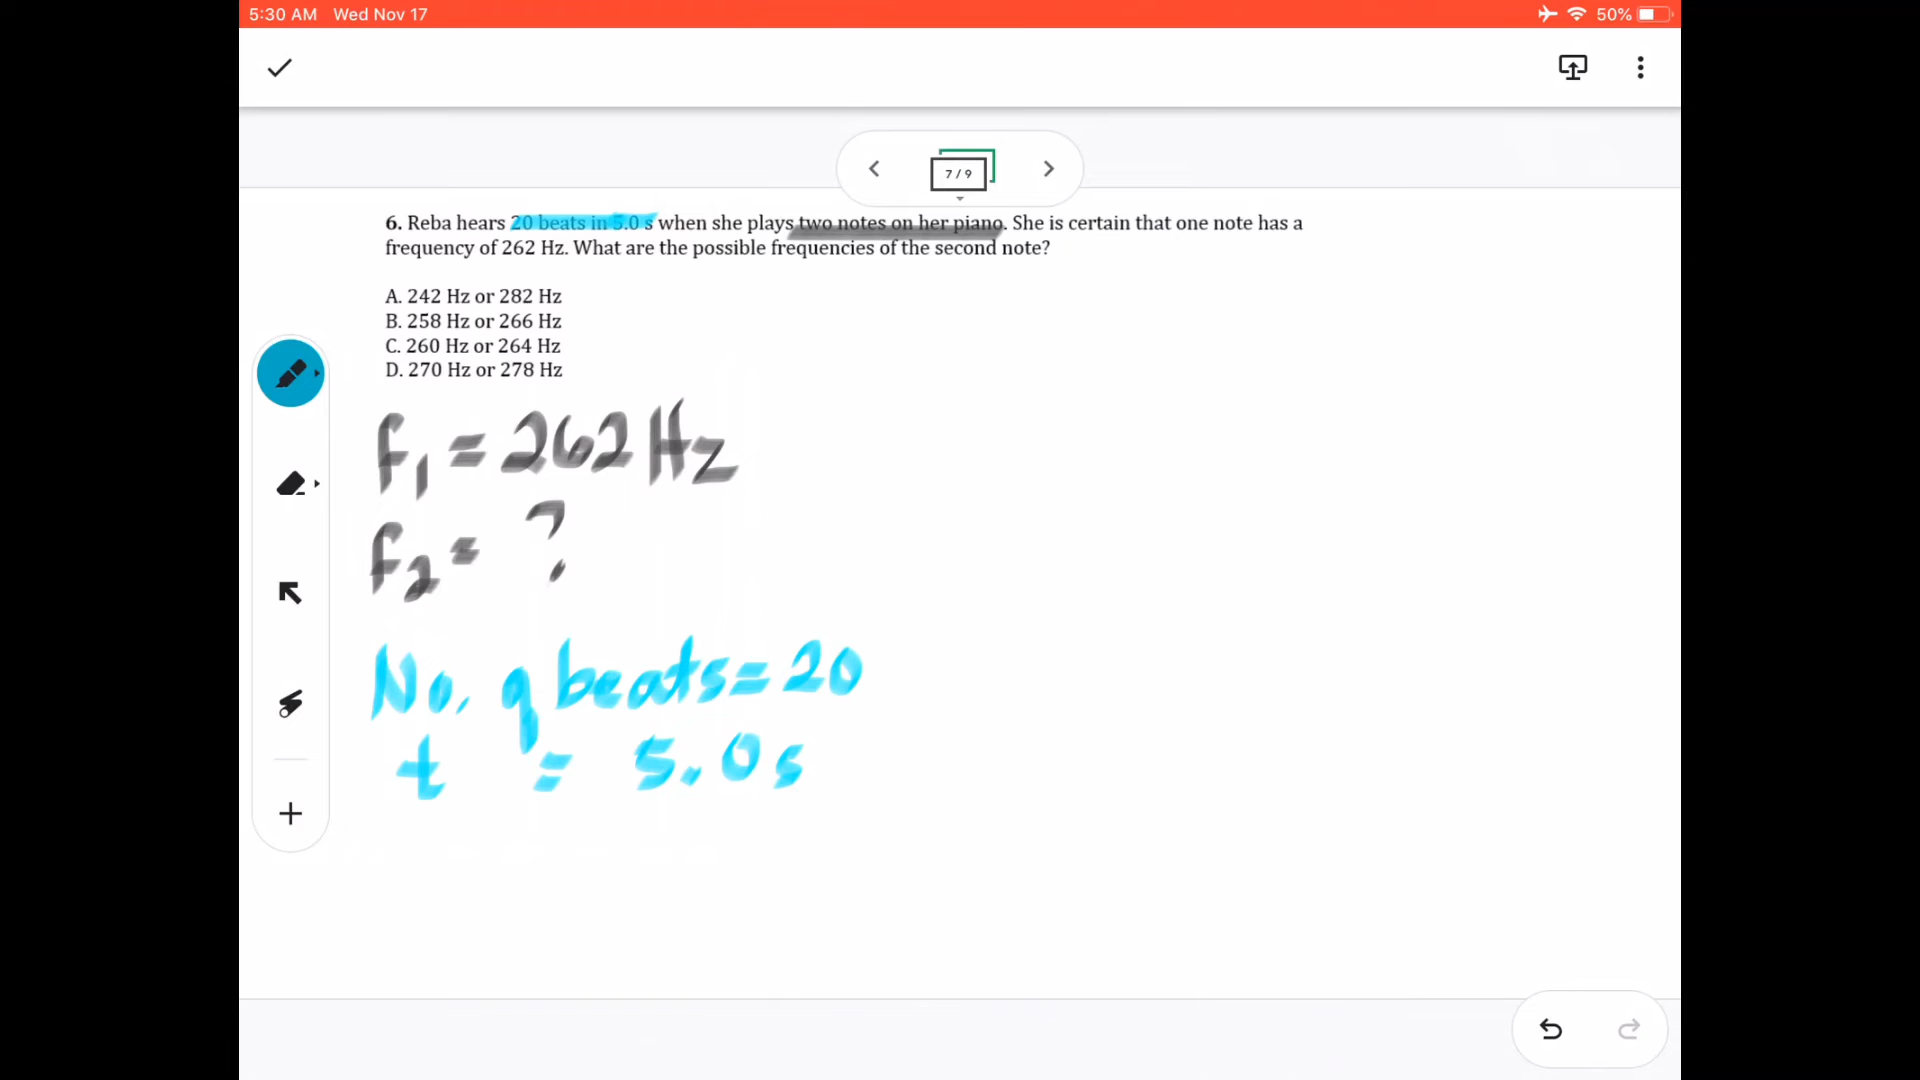 5:30 AM Wed Nov 17
50%
7 / 9
6. Reba hears 20 beats in 5.0 s when she plays two notes on her piano. She is certain that one note has a
frequency of 262 Hz. What are the possible frequencies of the second note?
A. 242 Hz or 282 Hz
B. 258 Hz or 266 Hz
C. 260 Hz or 264 Hz
D. 270 Hz or 278 Hz
f₁ = 262 Hz
f₂ = ?
No. of beats = 20
t = 5.0 s